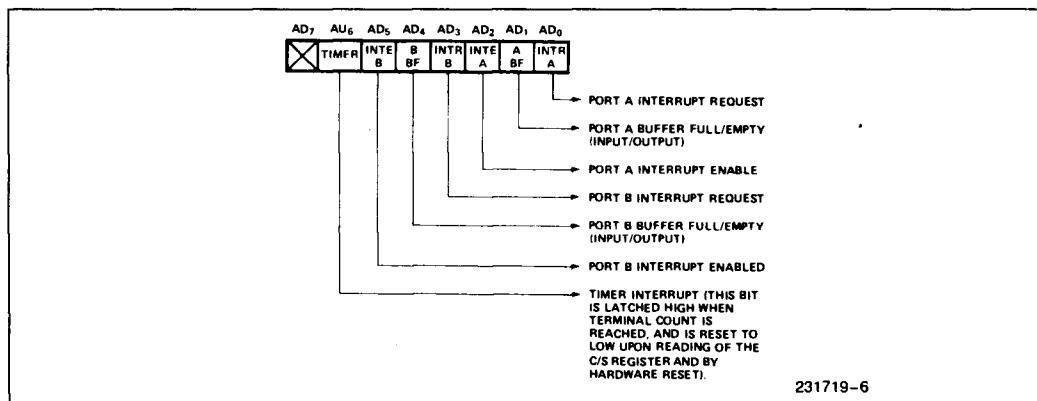 AD7 AU6 AD5 AD4 AD3 AD2 AD1 AD0
TIMER INTE B B BF INTR B INTE A A BF INTR A
PORT A INTERRUPT REQUEST
PORT A BUFFER FULL/EMPTY
(INPUT/OUTPUT)
PORT A INTERRUPT ENABLE
PORT B INTERRUPT REQUEST
PORT B BUFFER FULL/EMPTY
(INPUT/OUTPUT)
PORT B INTERRUPT ENABLED
TIMER INTERRUPT (THIS BIT
IS LATCHED HIGH WHEN
TERMINAL COUNT IS
REACHED, AND IS RESET TO
LOW UPON READING OF THE
C/S REGISTER AND BY
HARDWARE RESET).
231719-6